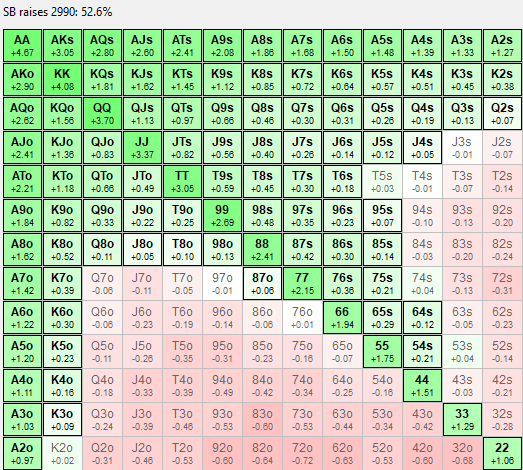 SB raises 2990: 52.6%
AA AKs AQs AJs ATs A9s A8s A7s A6s A5s A4s A3s A2s
+4.67 +3.05 +2.80 +2.60 +2.41 +2.08 +1.86 +1.68 +1.50 +1.48 +1.39 +1.33 +1.27
AKo KK KQs KJs KTs K9s K8s K7s K6s K5s K4s K3s K2s
+2.90 +4.08 +1.81 +1.62 +1.45 +1.12 +0.85 +0.72 +0.64 +0.57 +0.51 +0.45 +0.38
AQo KQo QQ QJs QTs Q9s Q8s Q7s Q6s Q5s Q4s Q3s Q2s
+2.62 +1.56 +3.70 +1.13 +0.97 +0.66 +0.46 +0.30 +0.31 +0.26 +0.19 +0.13 +0.07
AJo KJo QJo JJ JTs J9s J8s J7s J6s J5s J4s J3s J2s
+2.41 +1.36 +0.83 +3.37 +0.82 +0.56 +0.40 +0.26 +0.14 +0.12 +0.05 -0.01 -0.07
ATo KTo QTo JTo TT T9s T8s T7s T6s T5s T4s T3s T2s
+2.21 +1.18 +0.66 +0.49 +3.05 +0.59 +0.45 +0.30 +0.18 +0.03 -0.01 -0.07 -0.14
A9o K9o Q9o J9o T9o 99 98s 97s 96s 95s 94s 93s 92s
+1.84 +0.82 +0.33 +0.22 +0.25 +2.69 +0.48 +0.35 +0.23 +0.07 -0.10 -0.13 -0.20
A8o K8o Q8o J8o T8o 98o 88 87s 86s 85s 84s 83s 82s
+1.62 +0.52 +0.11 +0.05 +0.10 +0.13 +2.41 +0.42 +0.30 +0.14 -0.03 -0.20 -0.24
A7o K7o Q7o J7o T7o 97o 87o 77 76s 75s 74s 73s 72s
+1.42 +0.39 -0.06 -0.11 -0.05 -0.01 +0.06 +2.15 +0.36 +0.21 +0.04 -0.13 -0.31
A6o K6o Q6o J6o T6o 96o 86o 76o 66 65s 64s 63s 62s
+1.22 +0.30 -0.06 -0.23 -0.19 -0.14 -0.06 +0.01 +1.94 +0.29 +0.12 -0.05 -0.23
A5o K5o Q5o J5o T5o 95o 85o 75o 65o 55 54s 53s 52s
+1.20 +0.23 -0.11 -0.26 -0.35 -0.31 -0.23 -0.16 -0.07 +1.75 +0.21 +0.04 -0.14
A4o K4o Q4o J4o T4o 94o 84o 74o 64o 54o 44 43s 42s
+1.11 +0.16 -0.18 -0.33 -0.39 -0.49 -0.42 -0.34 -0.25 -0.16 +1.51 -0.03 -0.21
A3o K3o Q3o J3o T3o 93o 83o 73o 63o 53o 43o 33 32s
+1.03 +0.09 -0.24 -0.39 -0.46 -0.53 -0.60 -0.53 -0.44 -0.34 -0.42 +1.29 -0.28
A2o K2o Q2o J2o T2o 92o 82o 72o 62o 52o 42o 32o 22
+0.97 +0.02 -0.31 -0.46 -0.53 -0.60 -0.64 -0.72 -0.63 -0.53 -0.60 -0.68 +1.06